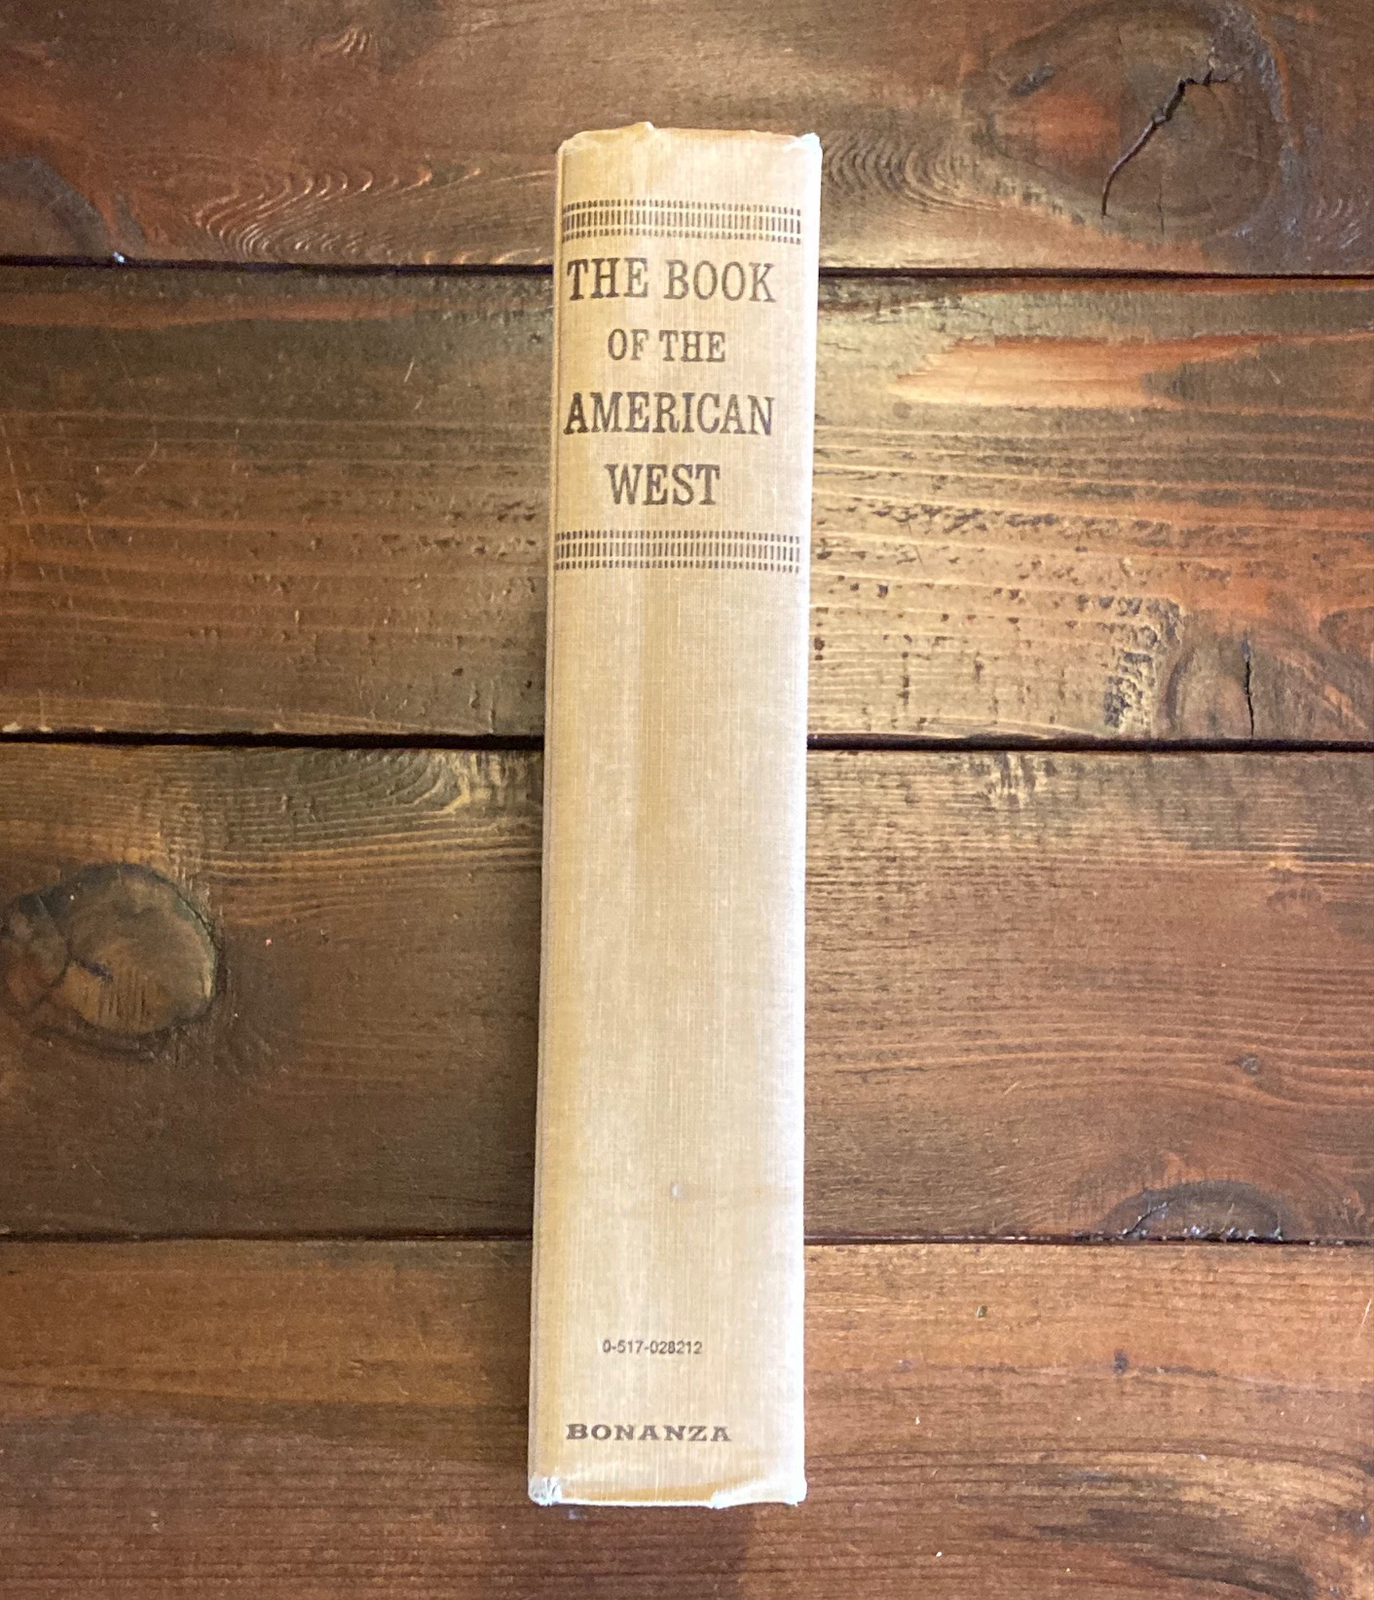 THE BOOK
OF THE
AMERICAN
WEST
0-517-028212
BONANZA